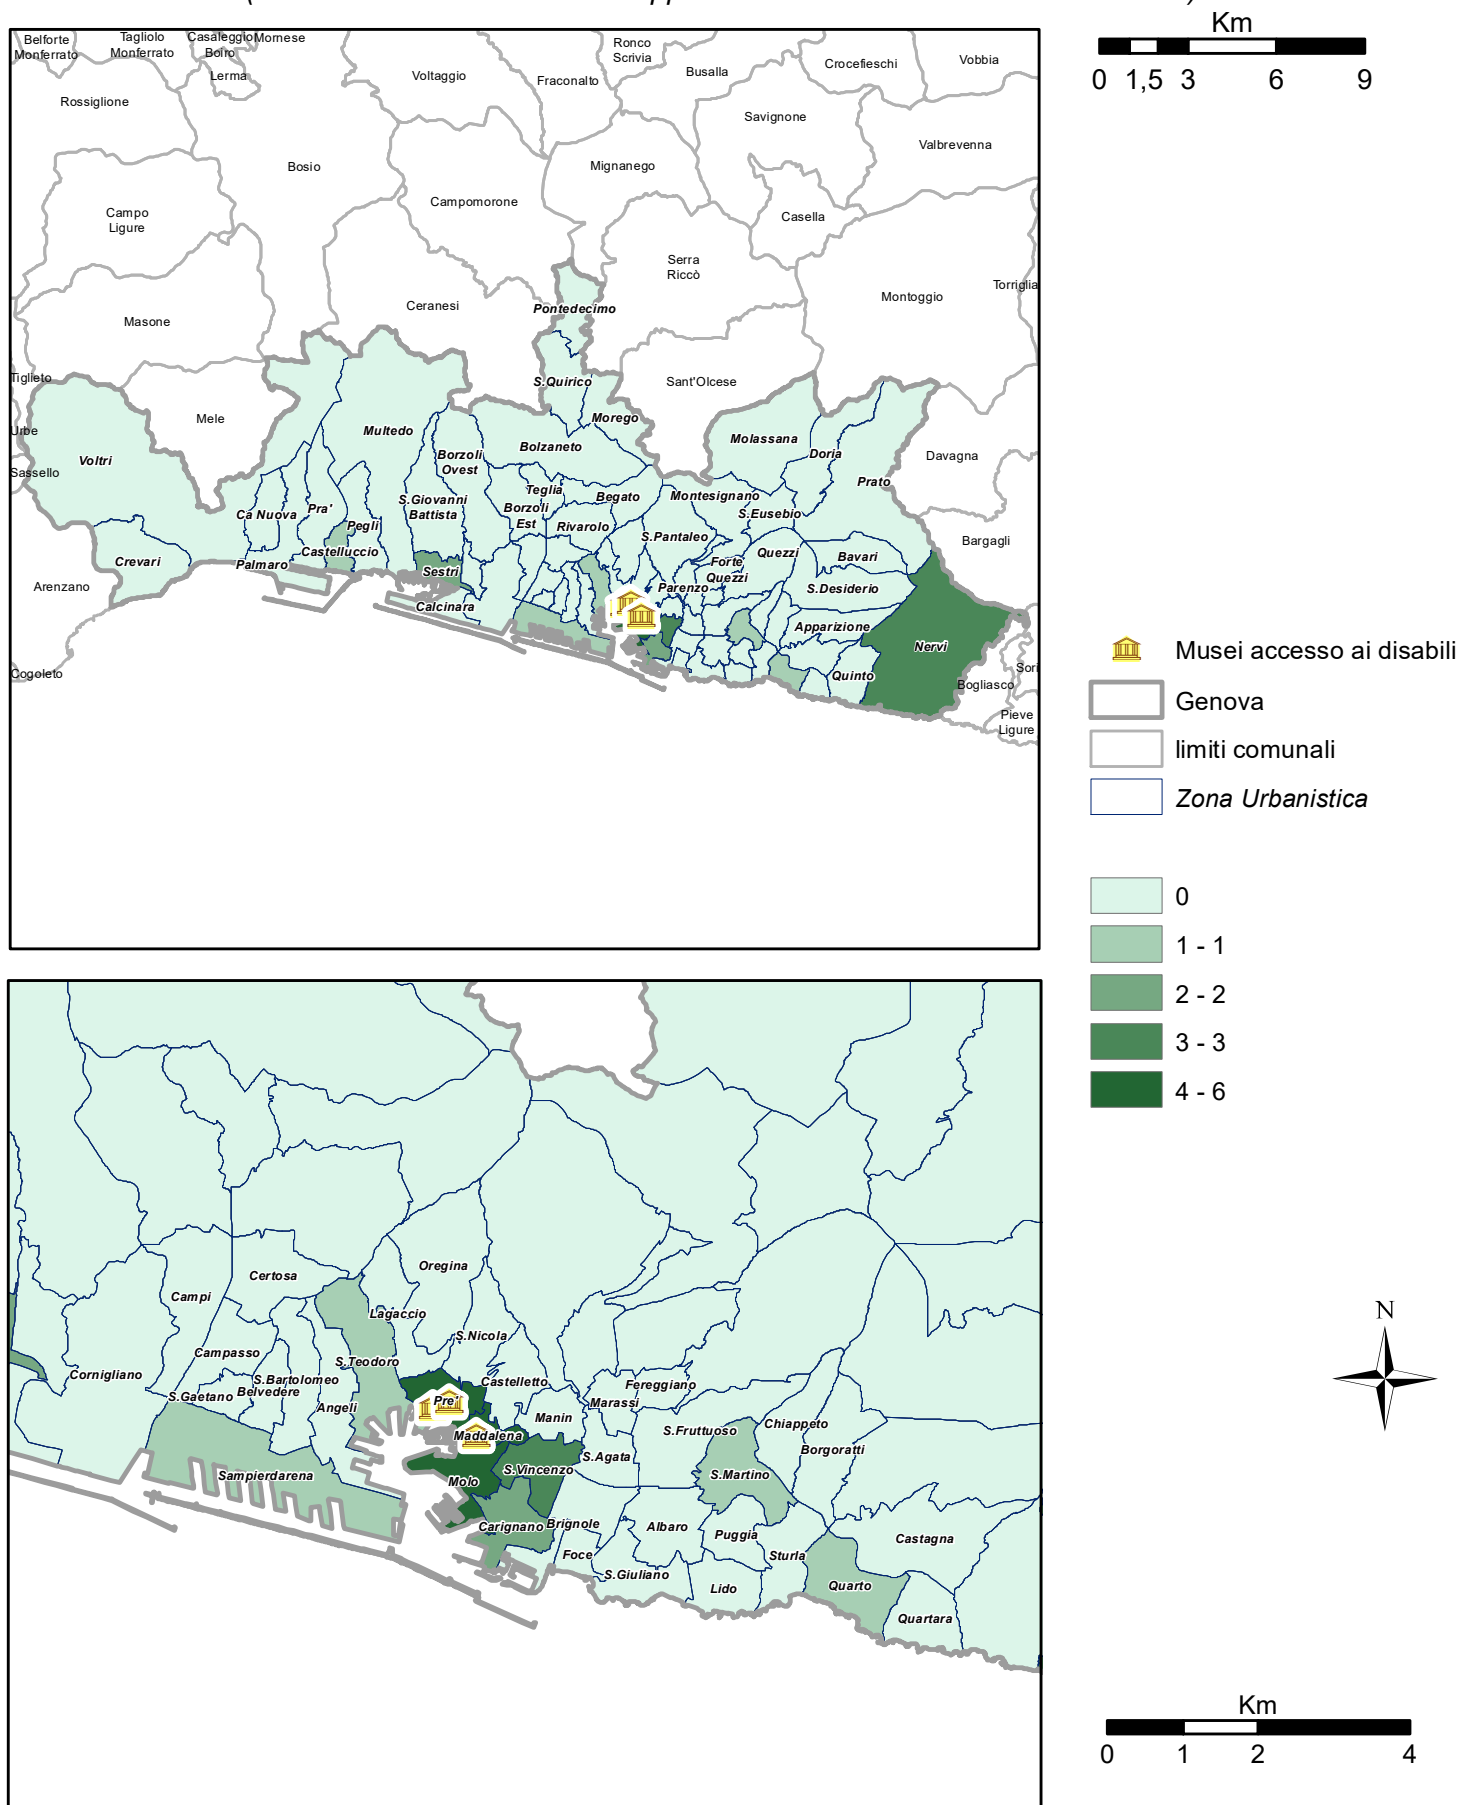 Km
0 1,5 3 6 9
Belforte
Monferrato
Tagliolo
Monferrato
Casaleggio
Boiro
Mornese
Lerma
Voltaggio
Fraconalto
Ronco
Scrivia
Busalla
Crocefieschi
Vobbia
Rossiglione
Savignone
Valbrevenna
Bosio
Mignanego
Campo
Ligure
Campomorone
Casella
Serra
Riccò
Torriglia
Montoggio
Masone
Ceranesi
Pontedecimo
Tiglieto
S.Quirico
Sant'Olcese
Mele
Morego
Urbe
Multedo
Molassana
Bolzaneto
Doria
Davagna
Voltri
Borzoli
Ovest
Sassello
Prato
Teglia
Begato
Montesignano
S.Giovanni
Battista
Ca Nuova
Pra'
Borzoli
Est
S.Eusebio
Pegli
Rivarolo
S.Pantaleo
Bargagli
Castelluccio
Quezzi
Bavari
Crevari
Palmaro
Forte
Quezzi
Sestri
Parenzo
S.Desiderio
Arenzano
Calcinara
Apparizione
Nervi
Cogoleto
Quinto
Sori
Bogliasco
Pieve
Ligure
Musei accesso ai disabili
Genova
limiti comunali
Zona Urbanistica
0
1 - 1
2 - 2
3 - 3
4 - 6
Oregina
Certosa
Campi
Lagaccio
S.Nicola
Campasso
S.Teodoro
Cornigliano
S.Bartolomeo
Castelletto
Fereggiano
S.Gaetano
Belvedere
Pre'
Marassi
Angeli
Manin
Chiappeto
S.Fruttuoso
Maddalena
Borgoratti
S.Agata
Sampierdarena
S.Vincenzo
S.Martino
Molo
Carignano
Brignole
Albaro
Puggia
Castagna
Foce
Sturla
S.Giuliano
Lido
Quarto
Quartara
N
Km
0 1 2 4